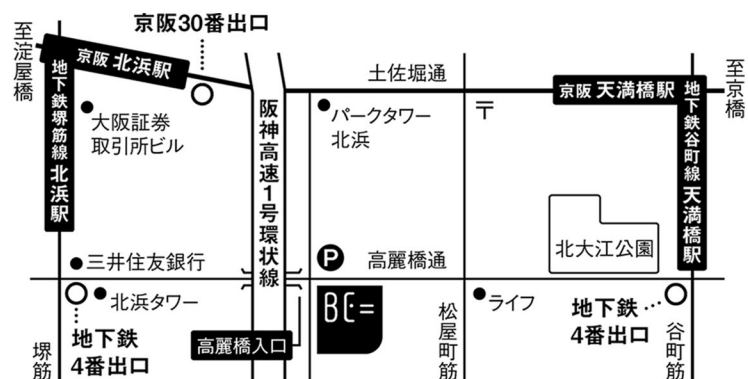 京阪30番出口
至淀屋橋
京阪 北浜駅
土佐堀通
至京橋
京阪 天満橋駅
地下鉄谷町線 天満橋駅
地下鉄堺筋線 北浜駅
大阪証券
取引所ビル
阪神高速1号環状線
パークタワー
北浜
〒
北大江公園
三井住友銀行
P
高麗橋通
北浜タワー
BE=
ライフ
地下鉄
4番出口
高麗橋入口
松屋町筋
地下鉄
4番出口
堺筋
谷町筋